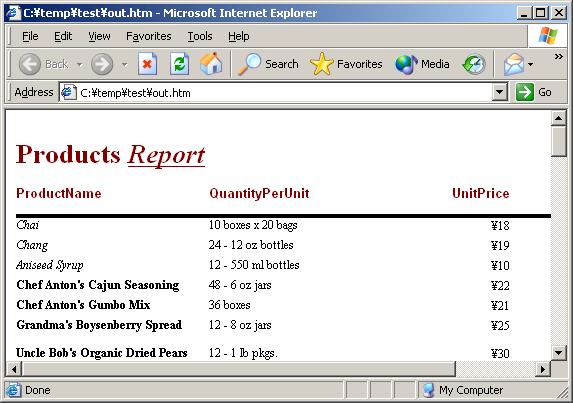 C:¥temp¥test¥out.htm - Microsoft Internet Explorer
File Edit View Favorites Tools Help
Back Search Favorites Media »
Address C:¥temp¥test¥out.htm Go »
Products Report
ProductName QuantityPerUnit UnitPrice
Chai 10 boxes x 20 bags ¥18
Chang 24 - 12 oz bottles ¥19
Aniseed Syrup 12 - 550 ml bottles ¥10
Chef Anton's Cajun Seasoning 48 - 6 oz jars ¥22
Chef Anton's Gumbo Mix 36 boxes ¥21
Grandma's Boysenberry Spread 12 - 8 oz jars ¥25
Uncle Bob's Organic Dried Pears 12 - 1 lb pkgs. ¥30
Done My Computer